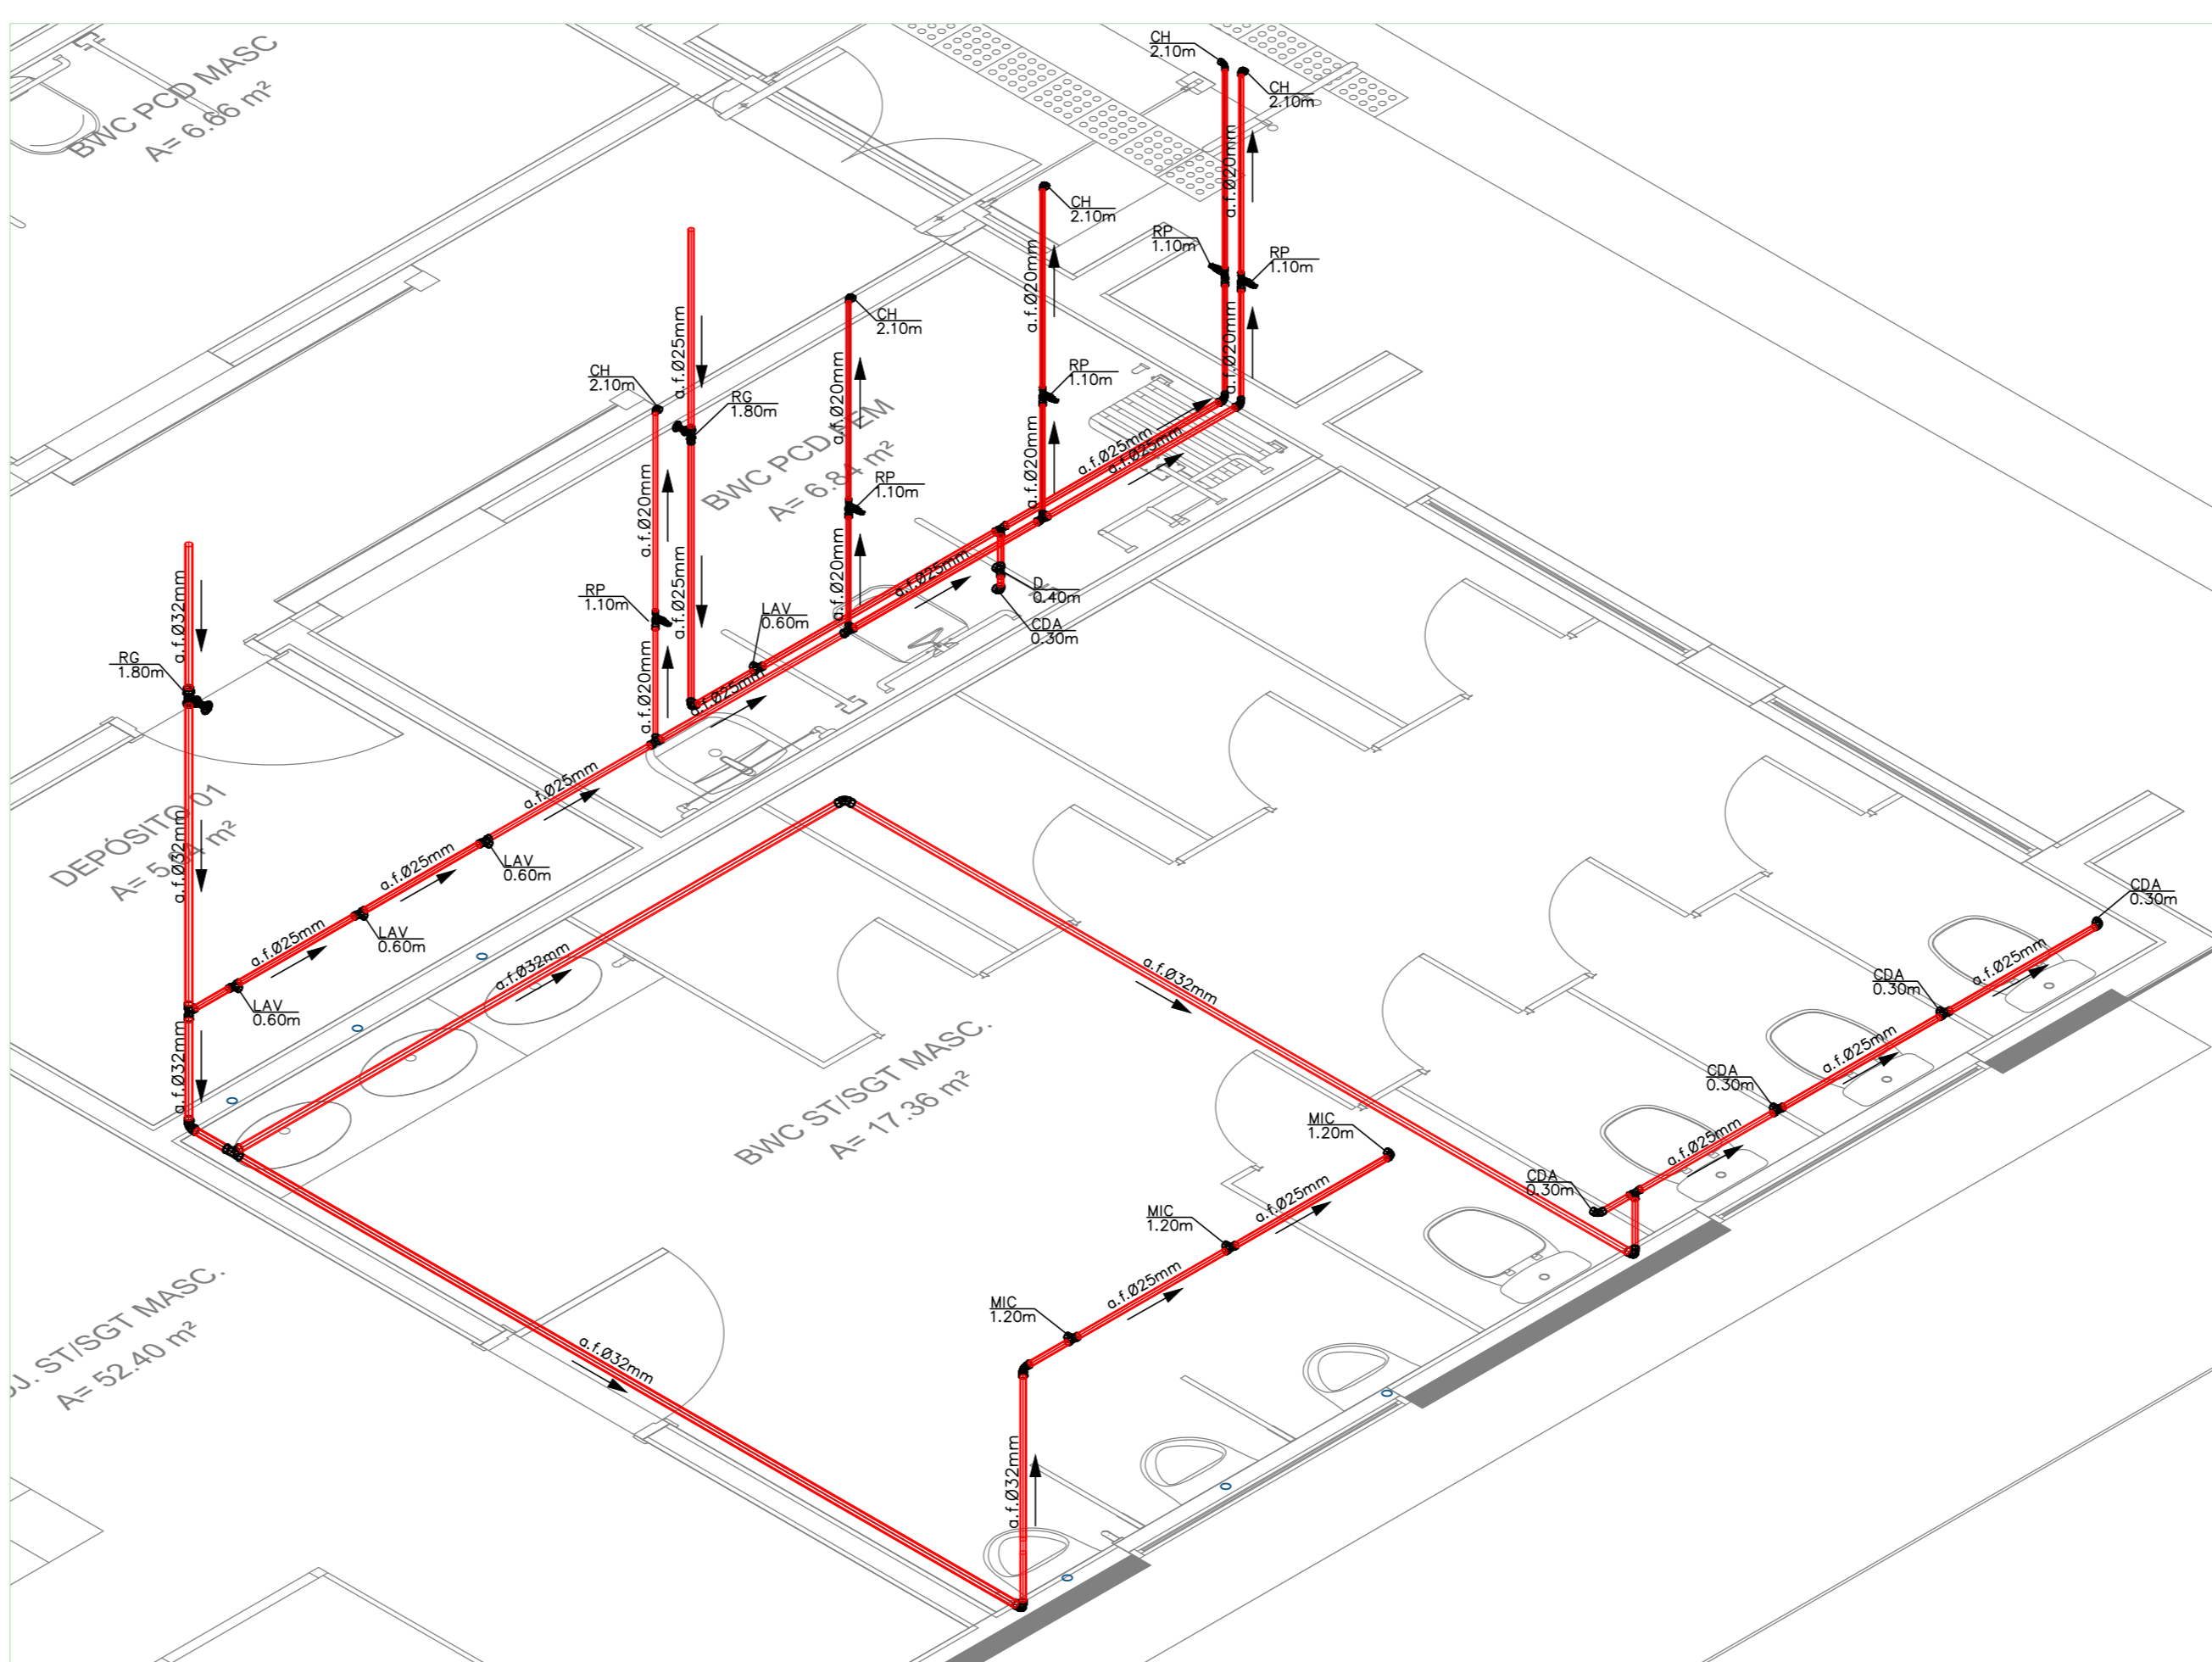 BWC PCD MASC
A= 6.66 m²
CH
2.10m
CH
2.10m
a.f.Ø20mm
CH
2.10m
RP
1.10m
RP
1.10m
a.f.Ø20mm
a.f.Ø20mm
a.f.Ø25mm
CH
2.10m
a.f.Ø20mm
CH
2.10m
RG
1.80m
RP
1.10m
a.f.Ø20mm
BWC PCD FEM
A= 6.84 m²
a.f.Ø20mm
a.f.Ø25mm
a.f.Ø25mm
RP
1.10m
a.f.Ø20mm
a.f.Ø25mm
a.f.Ø20mm
a.f.Ø25mm
D
0.40m
CDA
0.30m
LAV
0.60m
RP
1.10m
a.f.Ø20mm
a.f.Ø25mm
a.f.Ø32mm
RG
1.80m
DEPÓSITO 01
a.f.Ø32mm
a.f.Ø25mm
LAV
0.60m
a.f.Ø25mm
LAV
0.60m
a.f.Ø25mm
LAV
0.60m
a.f.Ø32mm
a.f.Ø32mm
a.f.Ø32mm
BWC ST/SGT MASC.
A= 17.36 m²
CDA
0.30m
a.f.Ø25mm
CDA
0.30m
a.f.Ø25mm
CDA
0.30m
a.f.Ø25mm
CDA
0.30m
MIC
1.20m
a.f.Ø25mm
MIC
1.20m
a.f.Ø25mm
MIC
1.20m
a.f.Ø32mm
a.f.Ø32mm
J. ST/SGT MASC.
A= 52.40 m²